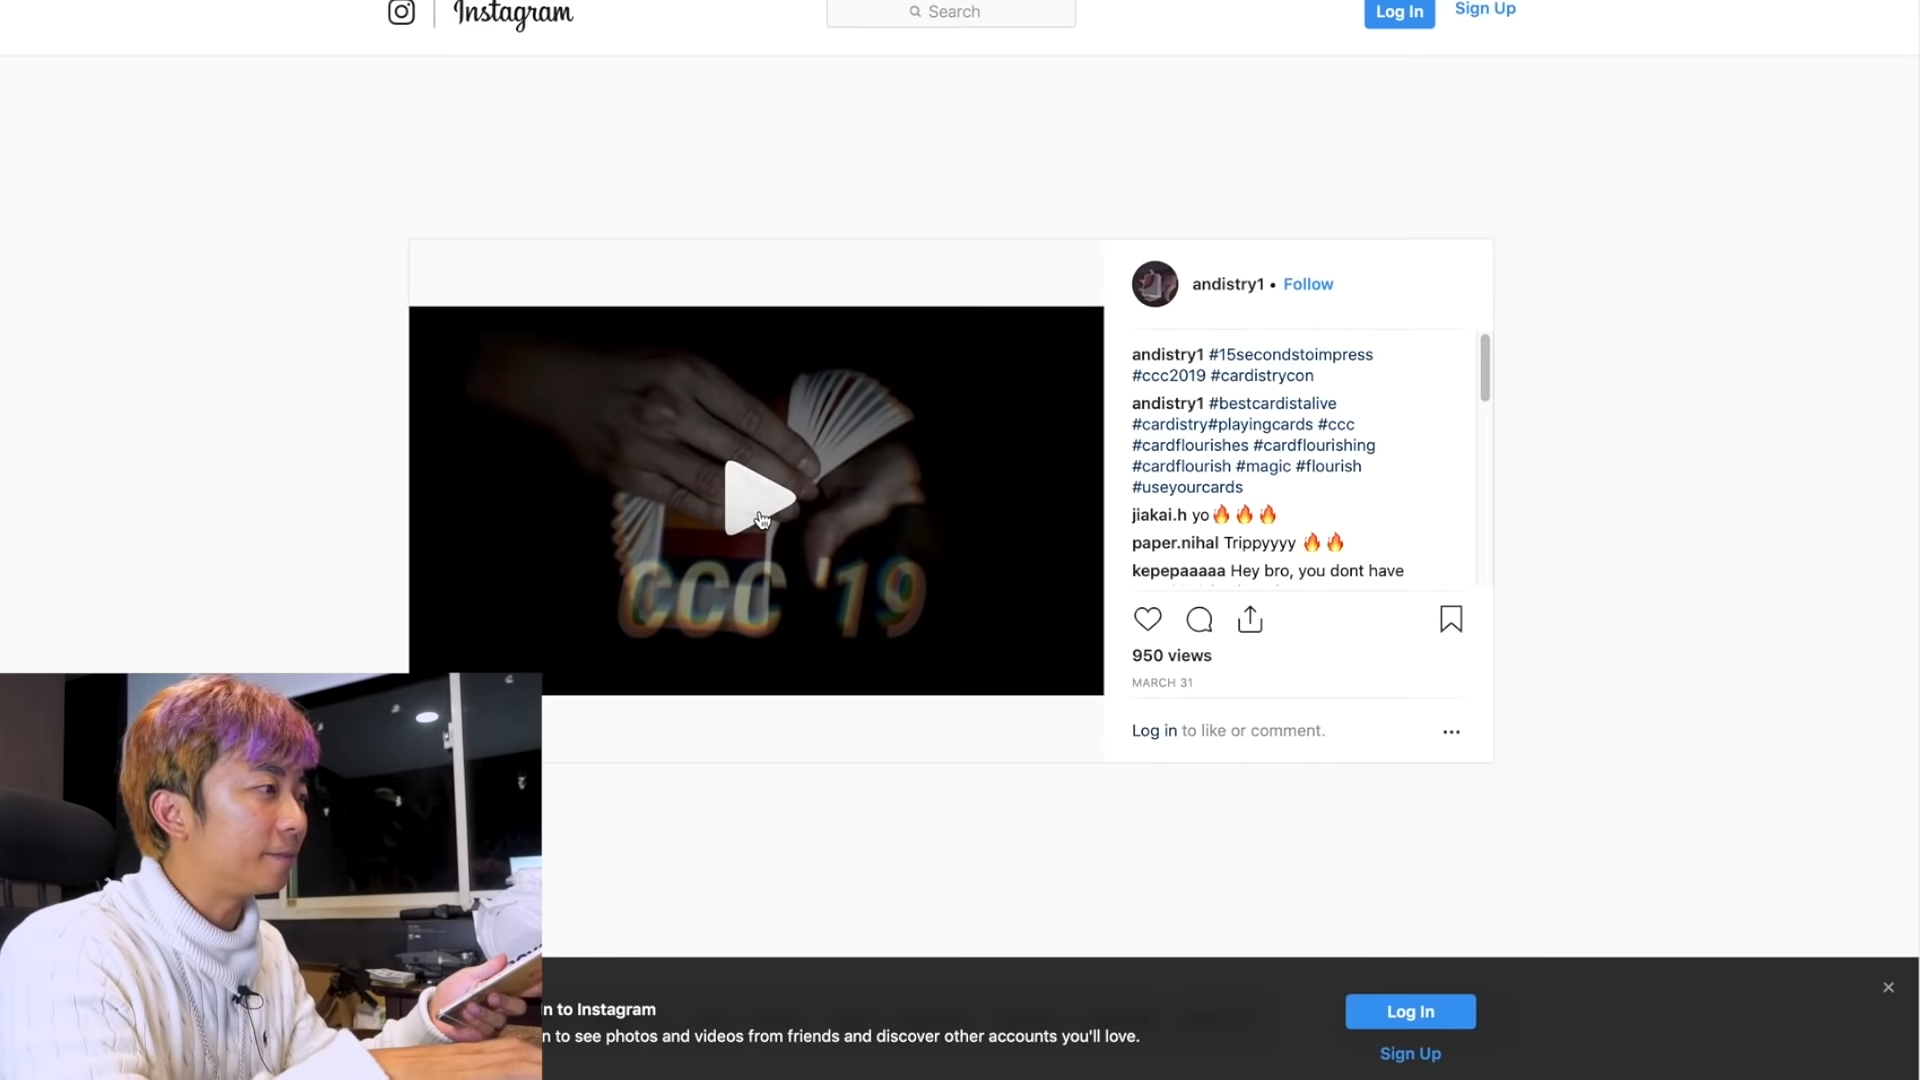 Instagram
Search
Log In
Sign Up
andistry1 • Follow
andistry1 #15secondstoimpress
#ccc2019 #cardistrycon
andistry1 #bestcardistalive
#cardistry#playingcards #ccc
#cardflourishes #cardflourishing
#cardflourish #magic #flourish
#useyourcards
jiakai.h yo🔥🔥🔥
paper.nihal Trippyyyy 🔥🔥
kepepaaaaa Hey bro, you dont have
CCC '19
950 views
MARCH 31
Log in to like or comment.
n to Instagram
n to see photos and videos from friends and discover other accounts you'll love.
Log In
Sign Up